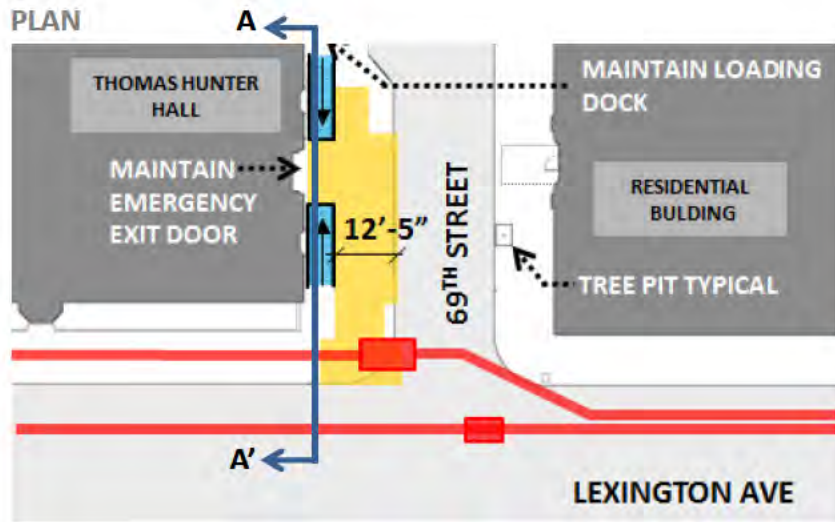 PLAN
A
THOMAS HUNTER
HALL
MAINTAIN LOADING
DOCK
MAINTAIN
EMERGENCY
EXIT DOOR
12'-5”
69TH STREET
RESIDENTIAL
BULDING
TREE PIT TYPICAL
A’
LEXINGTON AVE